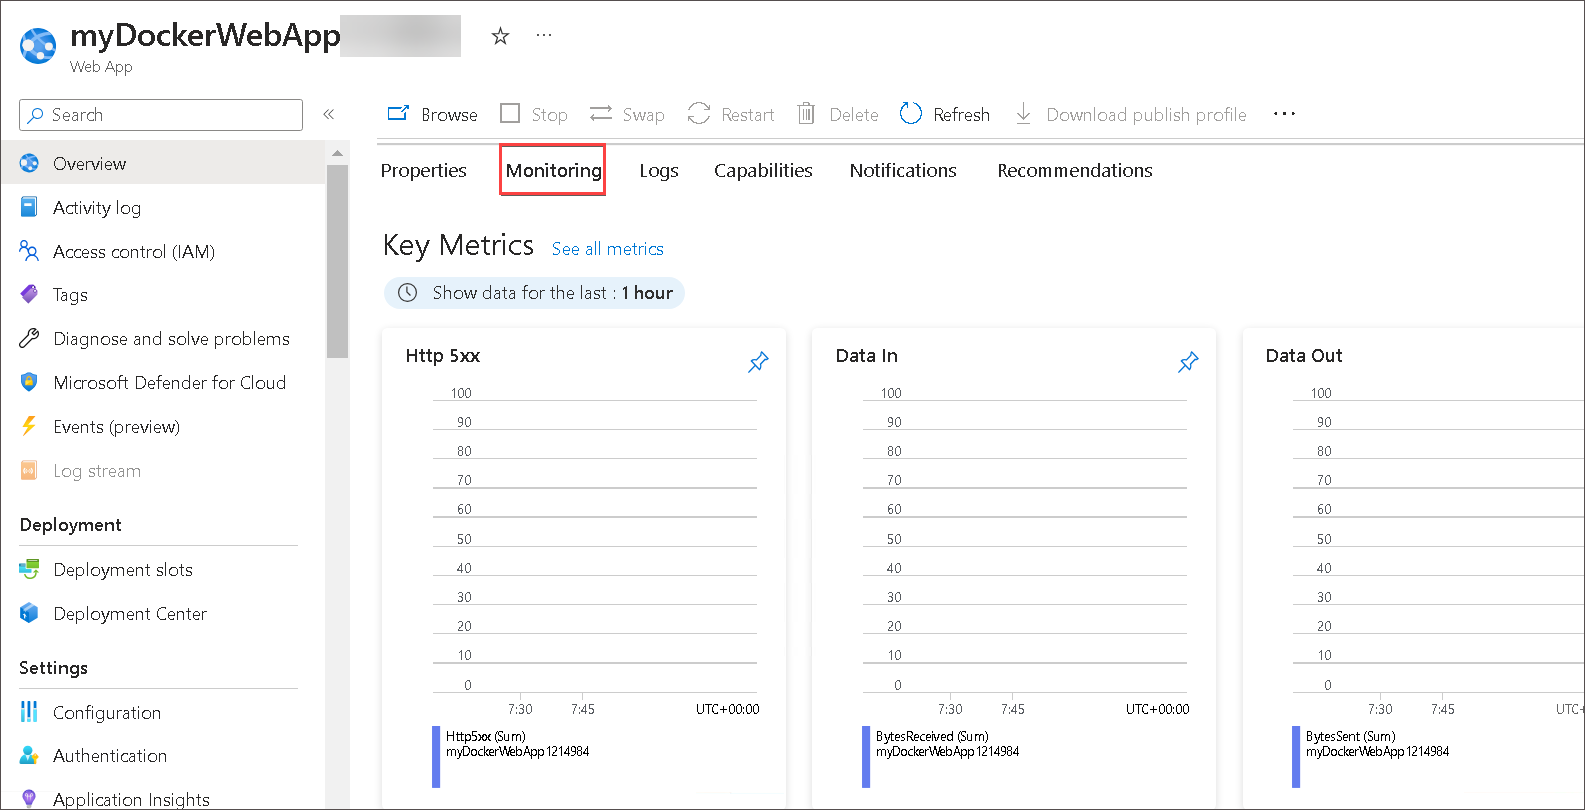 myDockerWebApp
Web App
Search
«
Browse Stop Swap Restart Delete Refresh Download publish profile ...
Overview
Activity log
Access control (IAM)
Tags
Diagnose and solve problems
Microsoft Defender for Cloud
Events (preview)
Log stream
Deployment
Deployment slots
Deployment Center
Settings
Configuration
Authentication
Application Insights
Properties Monitoring Logs Capabilities Notifications Recommendations
Key Metrics See all metrics
Show data for the last : 1 hour
Http 5xx
100
90
80
70
60
50
40
30
20
10
0
7:30 7:45 UTC+00:00
Http5xx (Sum)
myDockerWebApp1214984
Data In
100
90
80
70
60
50
40
30
20
10
0
7:30 7:45 UTC+00:00
BytesReceived (Sum)
myDockerWebApp1214984
Data Out
100
90
80
70
60
50
40
30
20
10
0
7:30 7:45 UTC+
BytesSent (Sum)
myDockerWebApp1214984